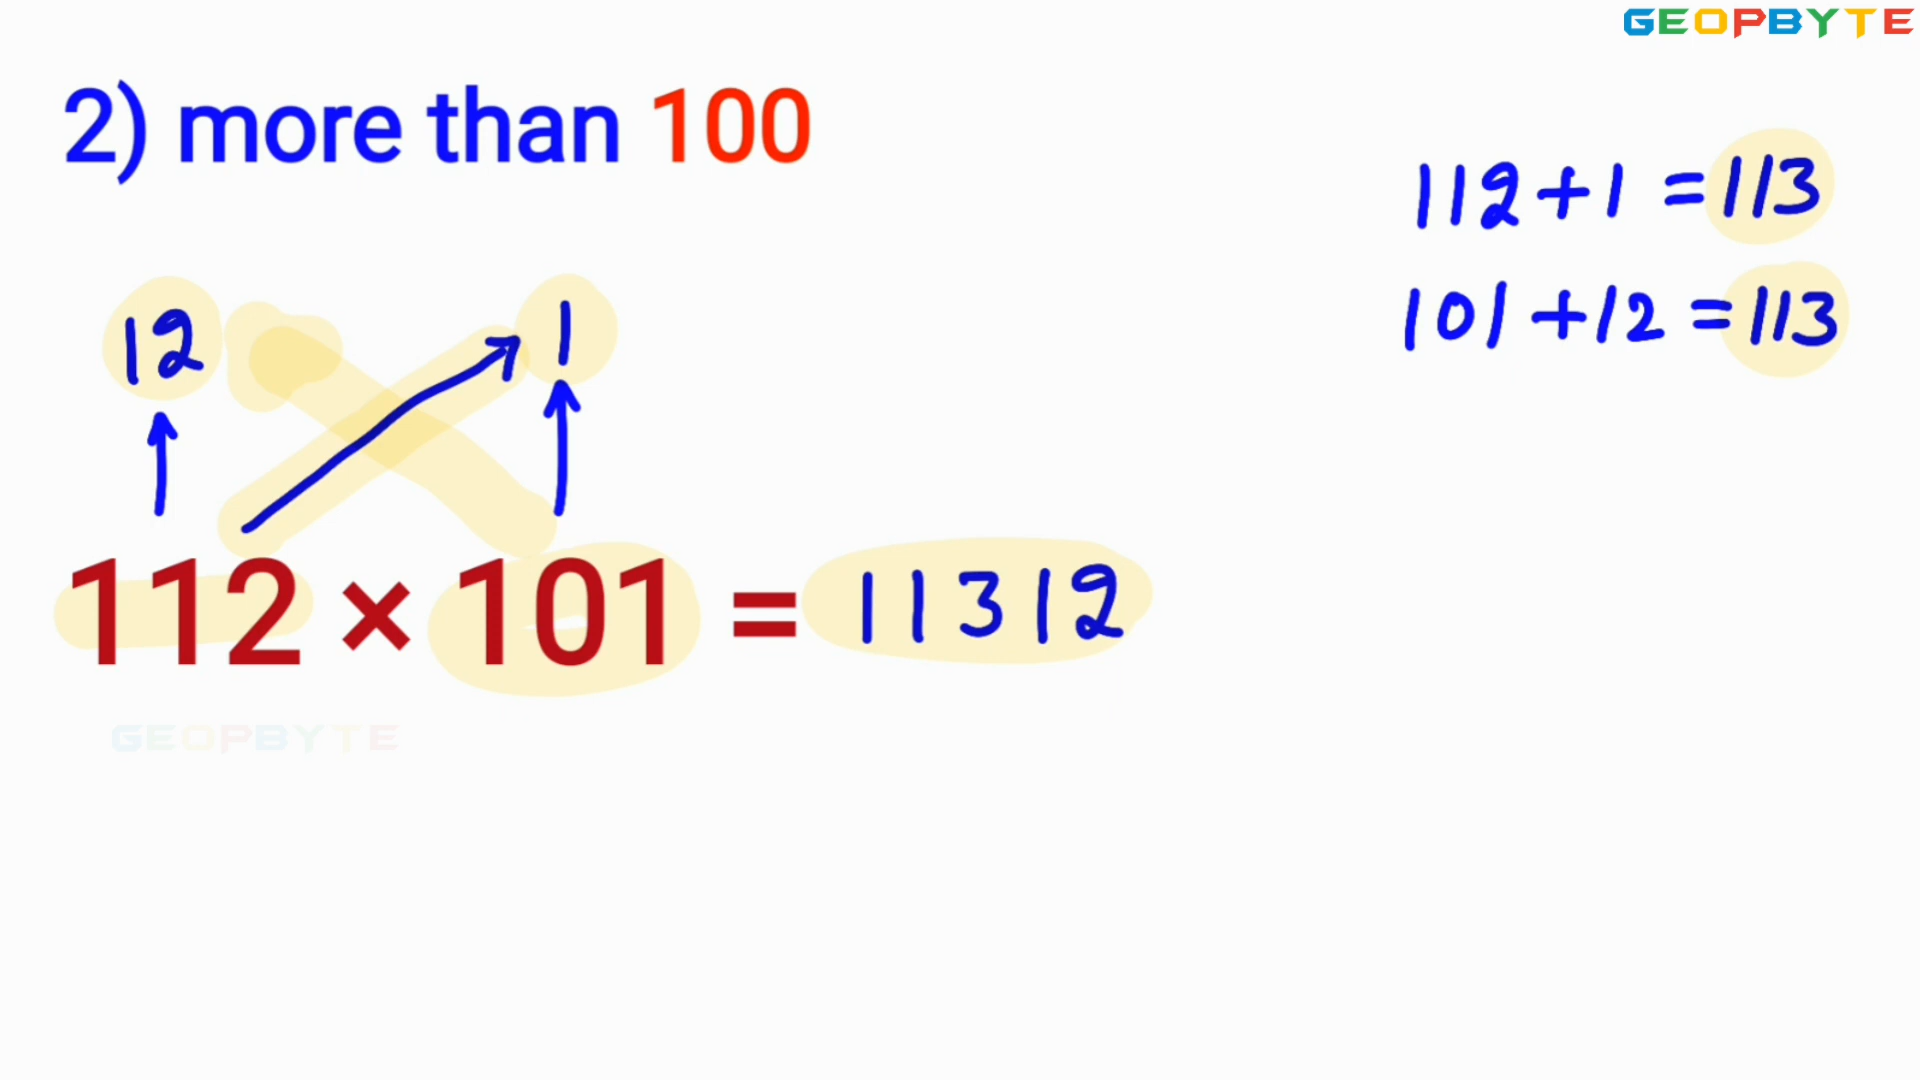 GEOPBYTE
2) more than 100
112+1 =113
101+12=113
12 1
112×101= 11312
GEOPBYTE